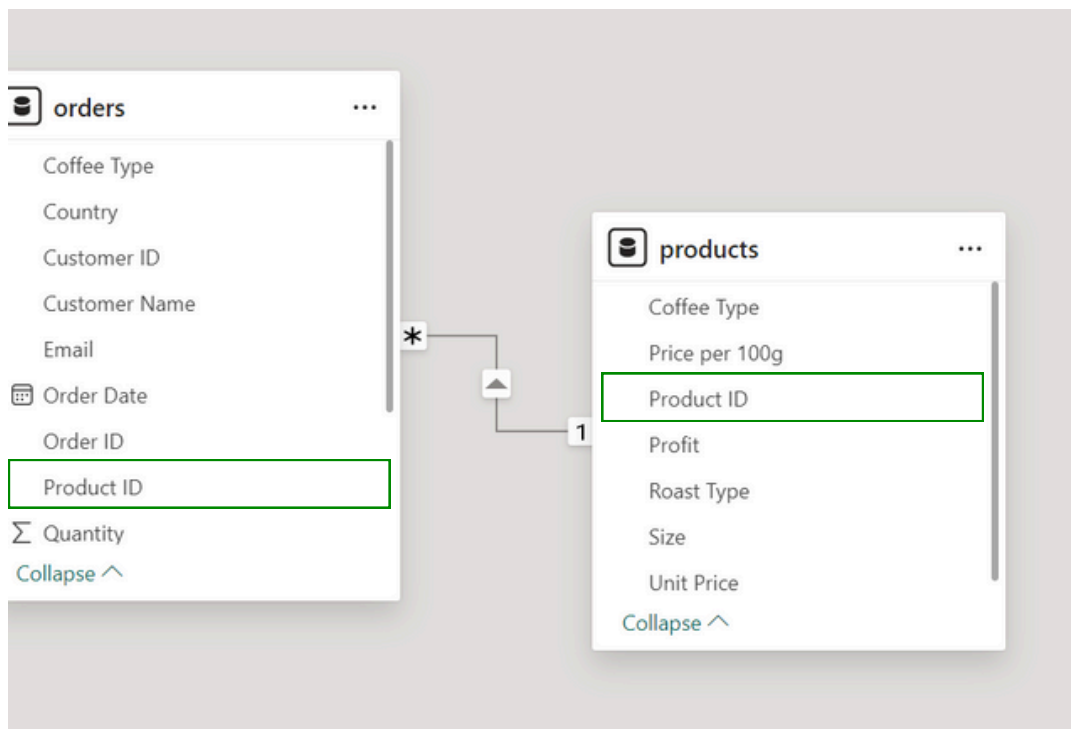 orders
...
Coffee Type
Country
Customer ID
Customer Name
Email
Order Date
Order ID
Product ID
Σ Quantity
Collapse
*
1
products
...
Coffee Type
Price per 100g
Product ID
Profit
Roast Type
Size
Unit Price
Collapse